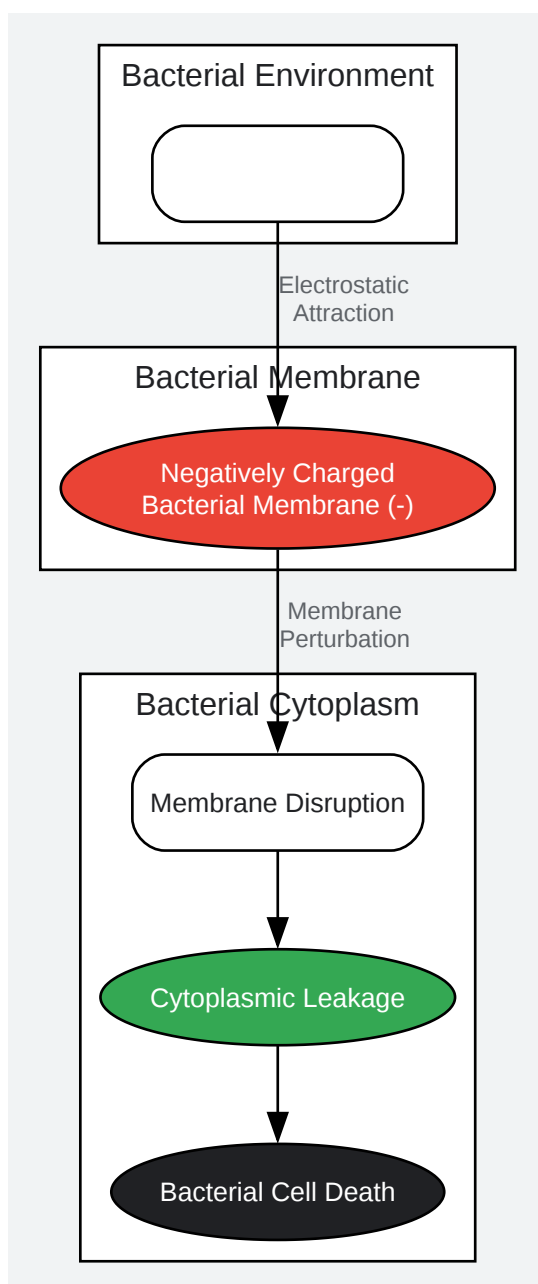 Bacterial Environment
Electrostatic
Attraction
Bacterial Membrane
Negatively Charged
Bacterial Membrane (-)
Membrane
Perturbation
Bacterial Cytoplasm
Membrane Disruption
Cytoplasmic Leakage
Bacterial Cell Death